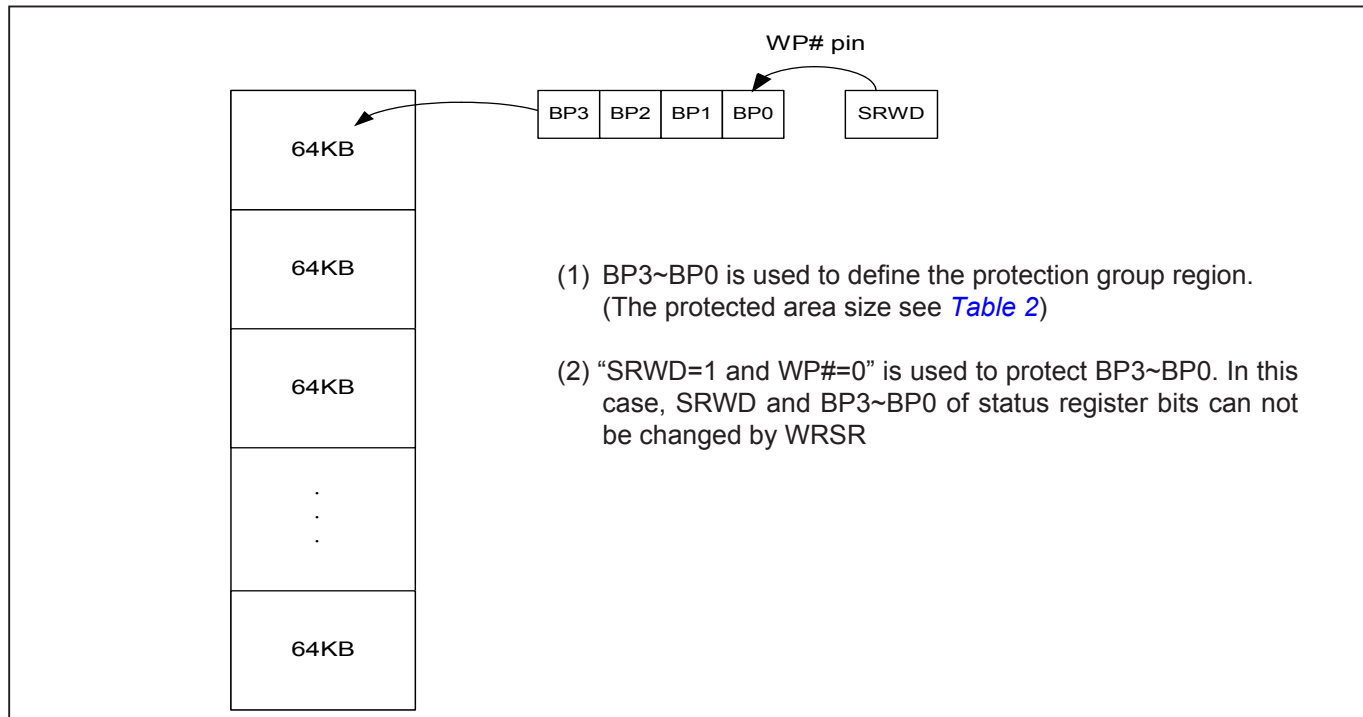 WP# pin
BP3 BP2 BP1 BP0 SRWD
64KB
64KB
(1) BP3~BP0 is used to define the protection group region.
(The protected area size see Table 2)
64KB
(2) “SRWD=1 and WP#=0” is used to protect BP3~BP0. In this
case, SRWD and BP3~BP0 of status register bits can not
be changed by WRSR
.
.
.
64KB